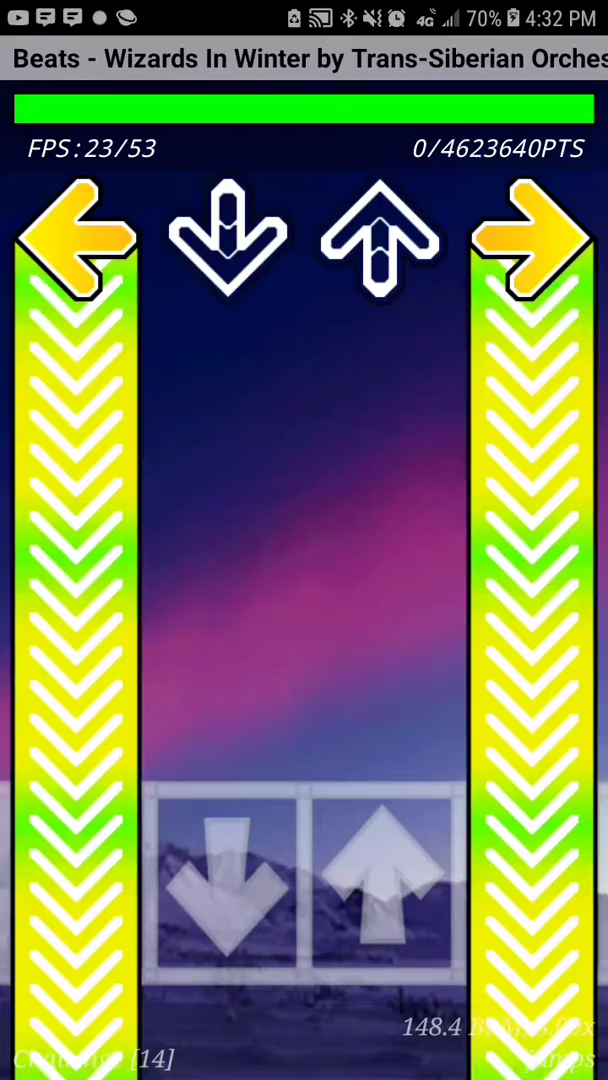 4G 70% 4:32 PM
Beats - Wizards In Winter by Trans-Siberian Orches
FPS:23/53 0/4623640PTS
148.4
[14]